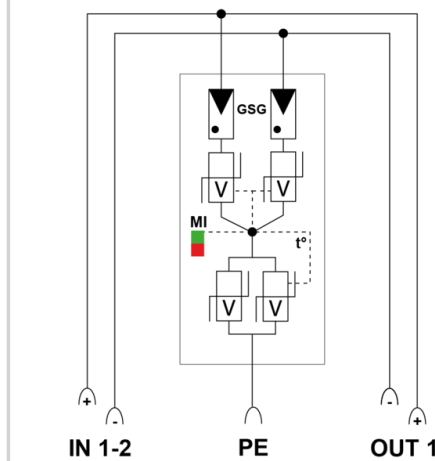 GSG
V V
MI
t°
V V
+ - - +
IN 1-2 PE OUT 1